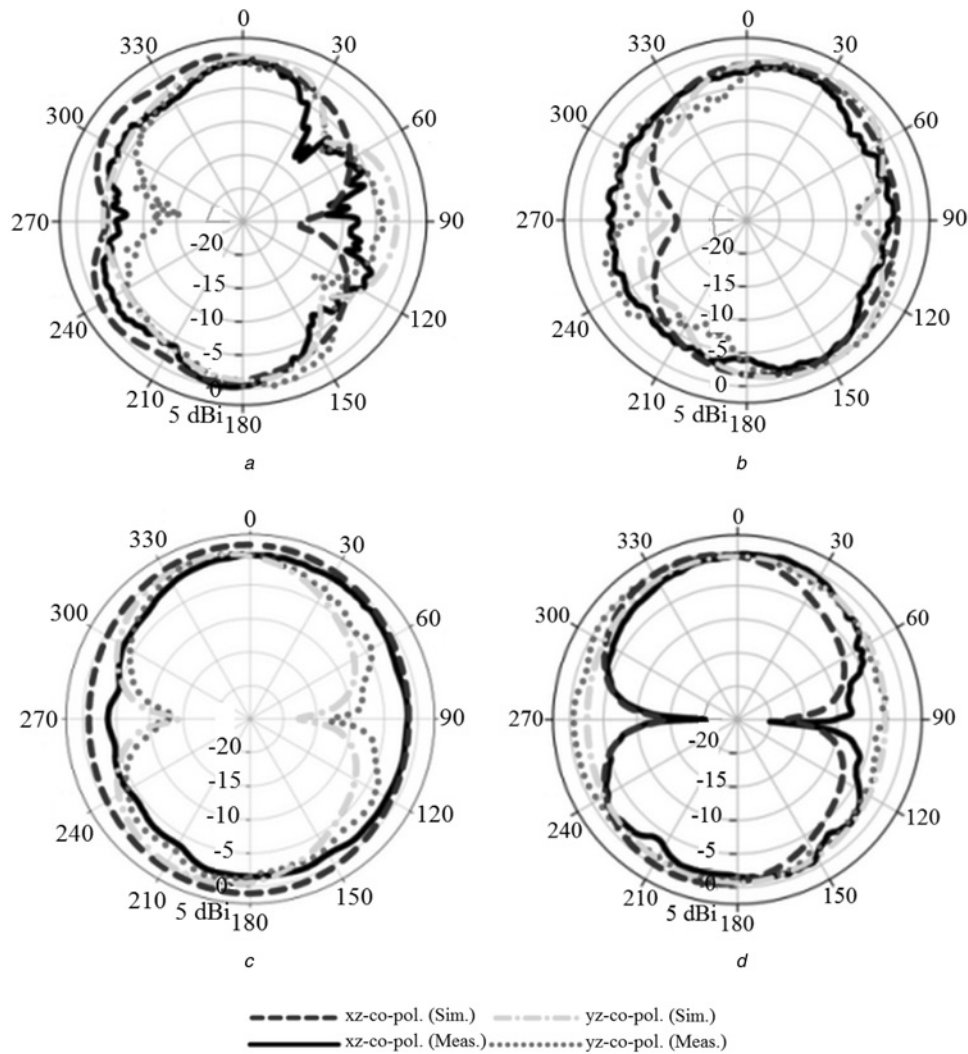 0 0
330 30 330 30
300 60 300 60
270 90 270 90
-20 -20
-15 -15
240 -10 120 240 -10 120
-5 -5
0 0
210 150 210 150
5 dBi 180 5 dBi 180
a b
0 0
330 30 330 30
300 60 300 60
270 90 270 90
-20 -20
-15 -15
240 -10 120 240 -10 120
-5 -5
0 0
210 150 210 150
5 dBi 180 5 dBi 180
c d
xz-co-pol. (Sim.) yz-co-pol. (Sim.)
xz-co-pol. (Meas.) yz-co-pol. (Meas.)